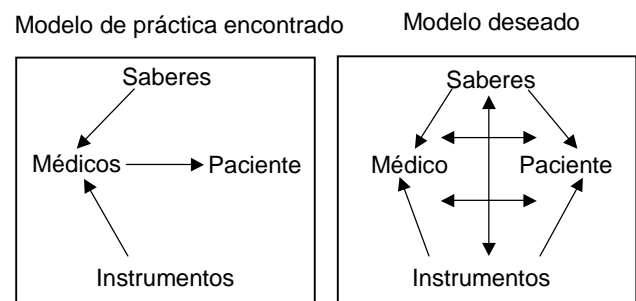 Modelo de práctica encontrado
Modelo deseado
Saberes
Médicos
Paciente
Instrumentos
Saberes
Médico
Paciente
Instrumentos